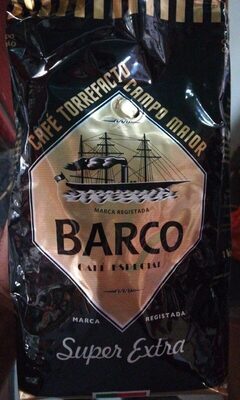 CAFÉ TORREFACTO CAMPO MAIOR
MARCA REGISTADA
BARCO
CAFÉ ESPECIAL
MARCA REGISTADA
Super Extra